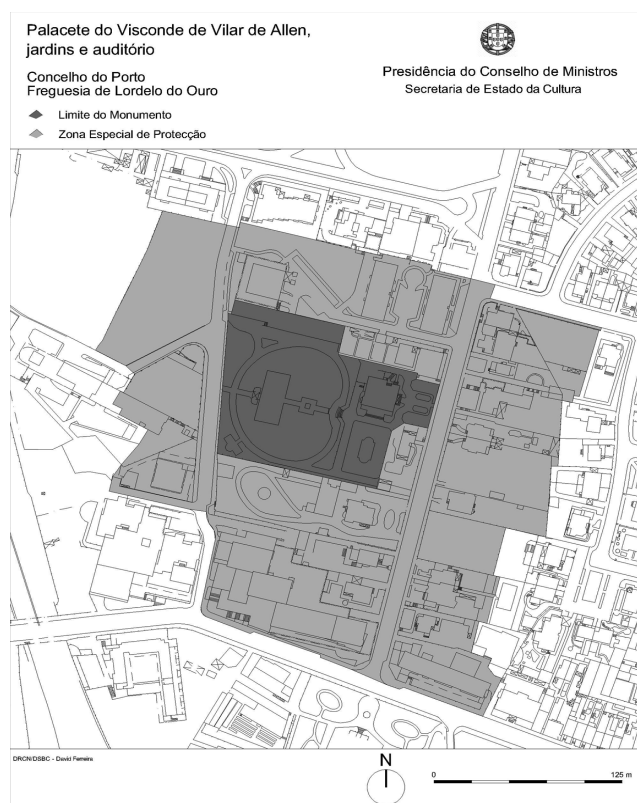 Palacete do Visconde de Vilar de Allen,
jardins e auditório
Concelho do Porto
Freguesia de Lordelo do Ouro
Limite do Monumento
Zona Especial de Protecção
Presidência do Conselho de Ministros
Secretaria de Estado da Cultura
DRCN/DSBC - David Ferreira
N
0 125 m